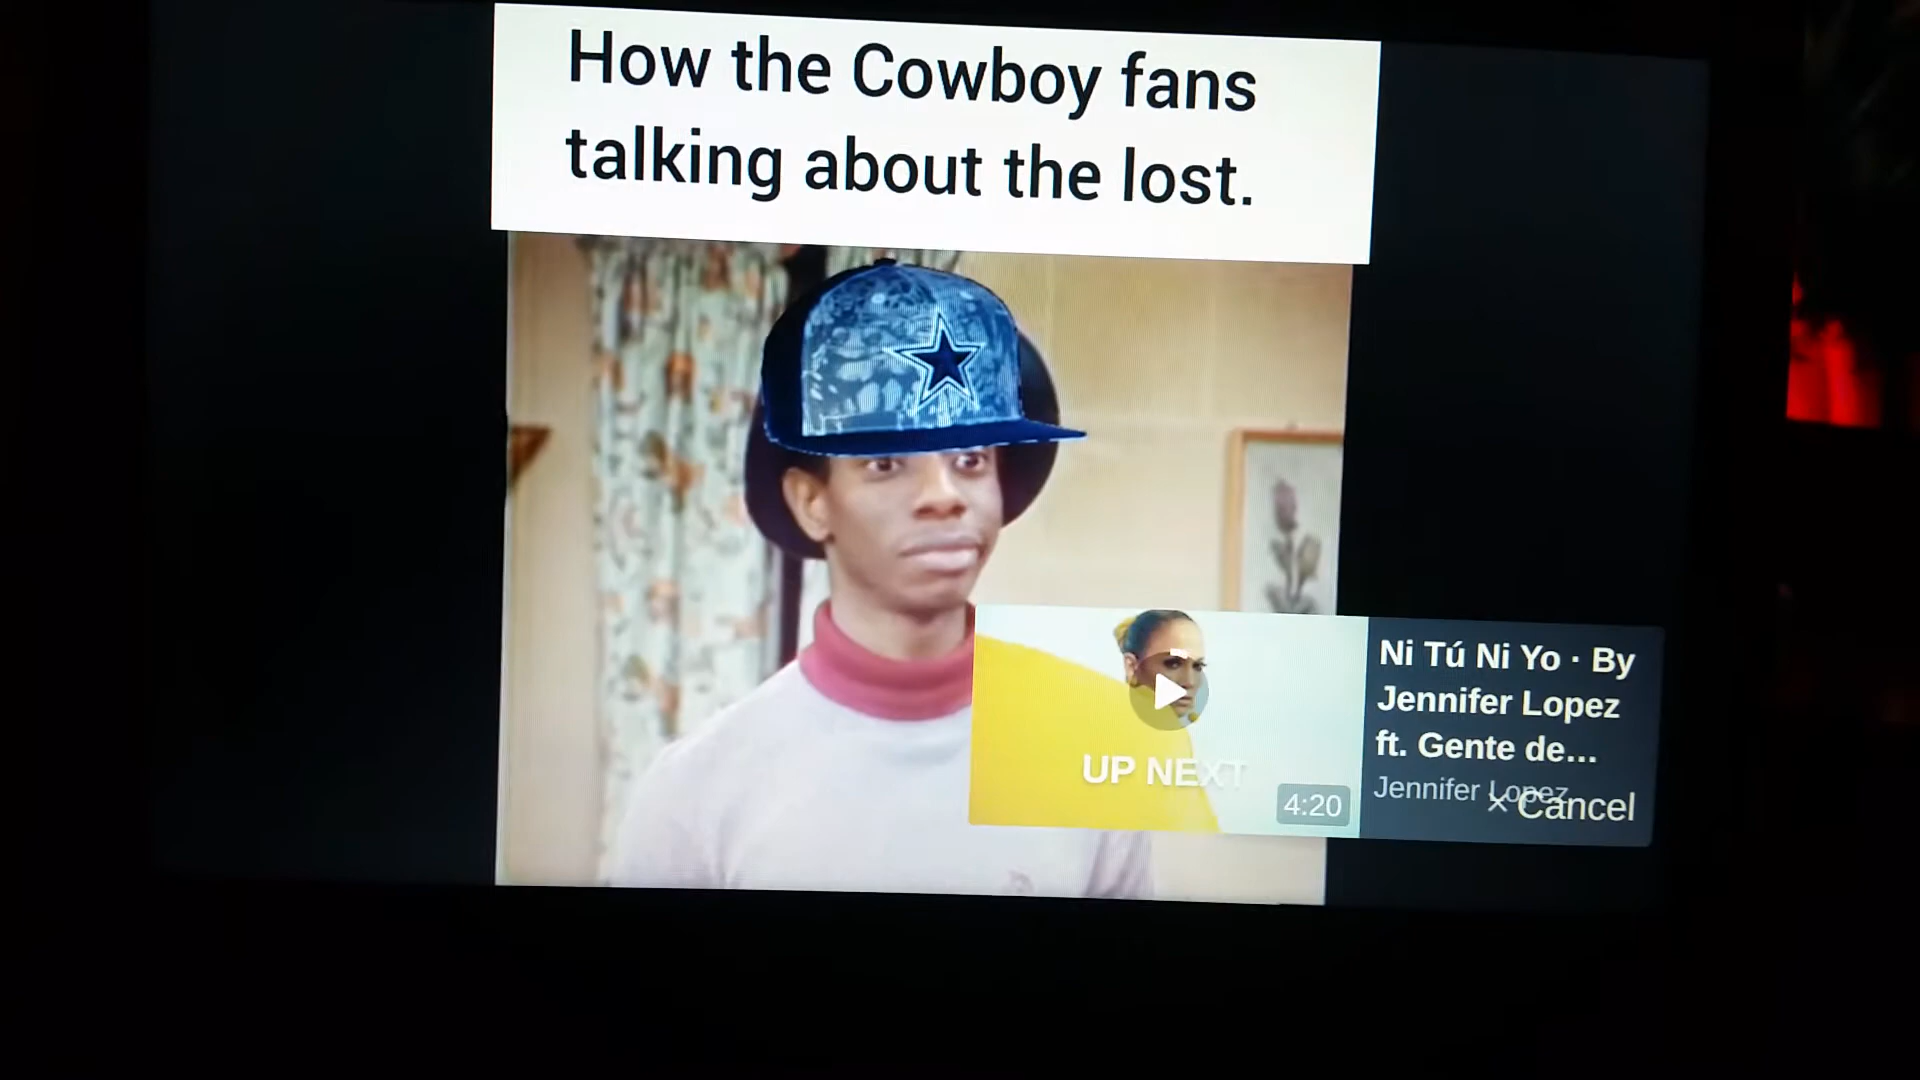 How the Cowboy fans
talking about the lost.
Ni Tú Ni Yo · By
Jennifer Lopez
ft. Gente de...
Jennifer Lopez
UP NEXT
4:20
× Cancel